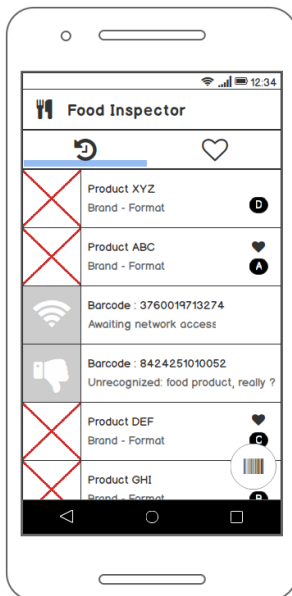 12:34
Food Inspector
Product XYZ
Brand - Format
D
Product ABC
Brand - Format
A
Barcode : 3760019713274
Awaiting network access
Barcode : 8424251010052
Unrecognized: food product, really ?
Product DEF
Brand - Format
C
Product GHI
Brand - Format
B